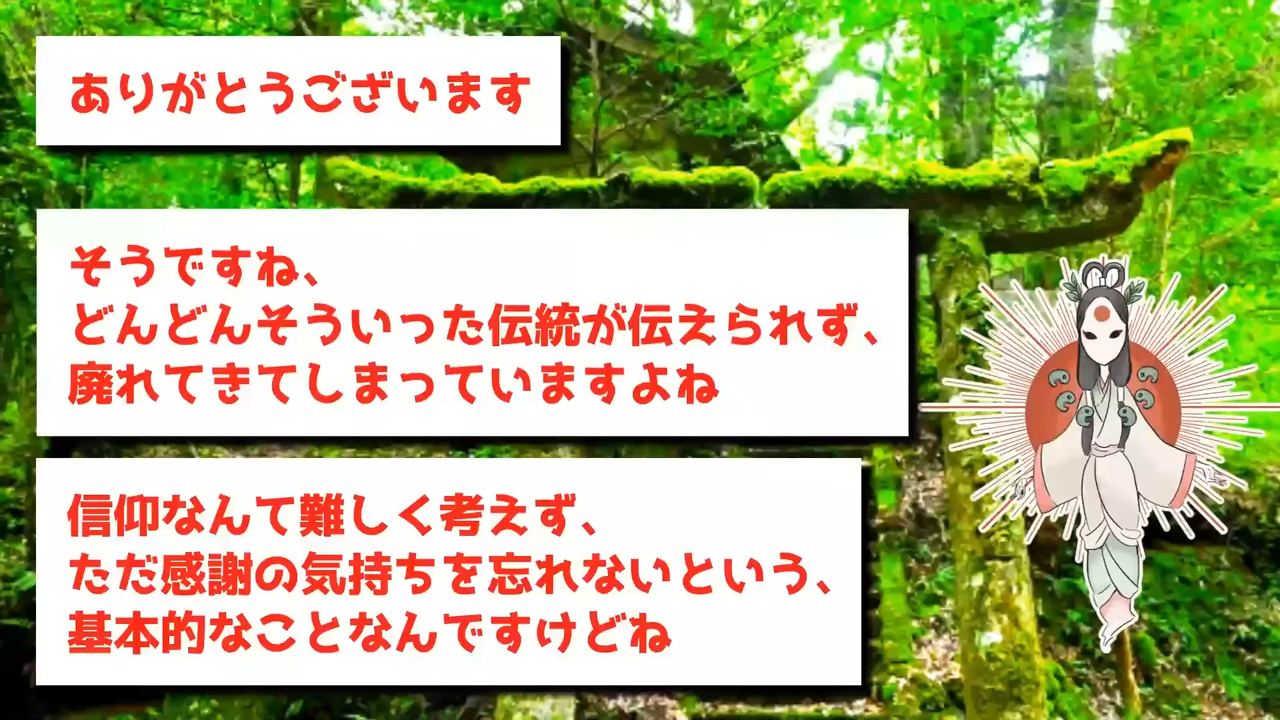 ありがとうございます
そうですね、
どんどんそういった伝統が伝えられず、
廃れてきてしまっていますよね
信仰なんて難しく考えず、
ただ感謝の気持ちを忘れないという、
基本的なことなんですけどね